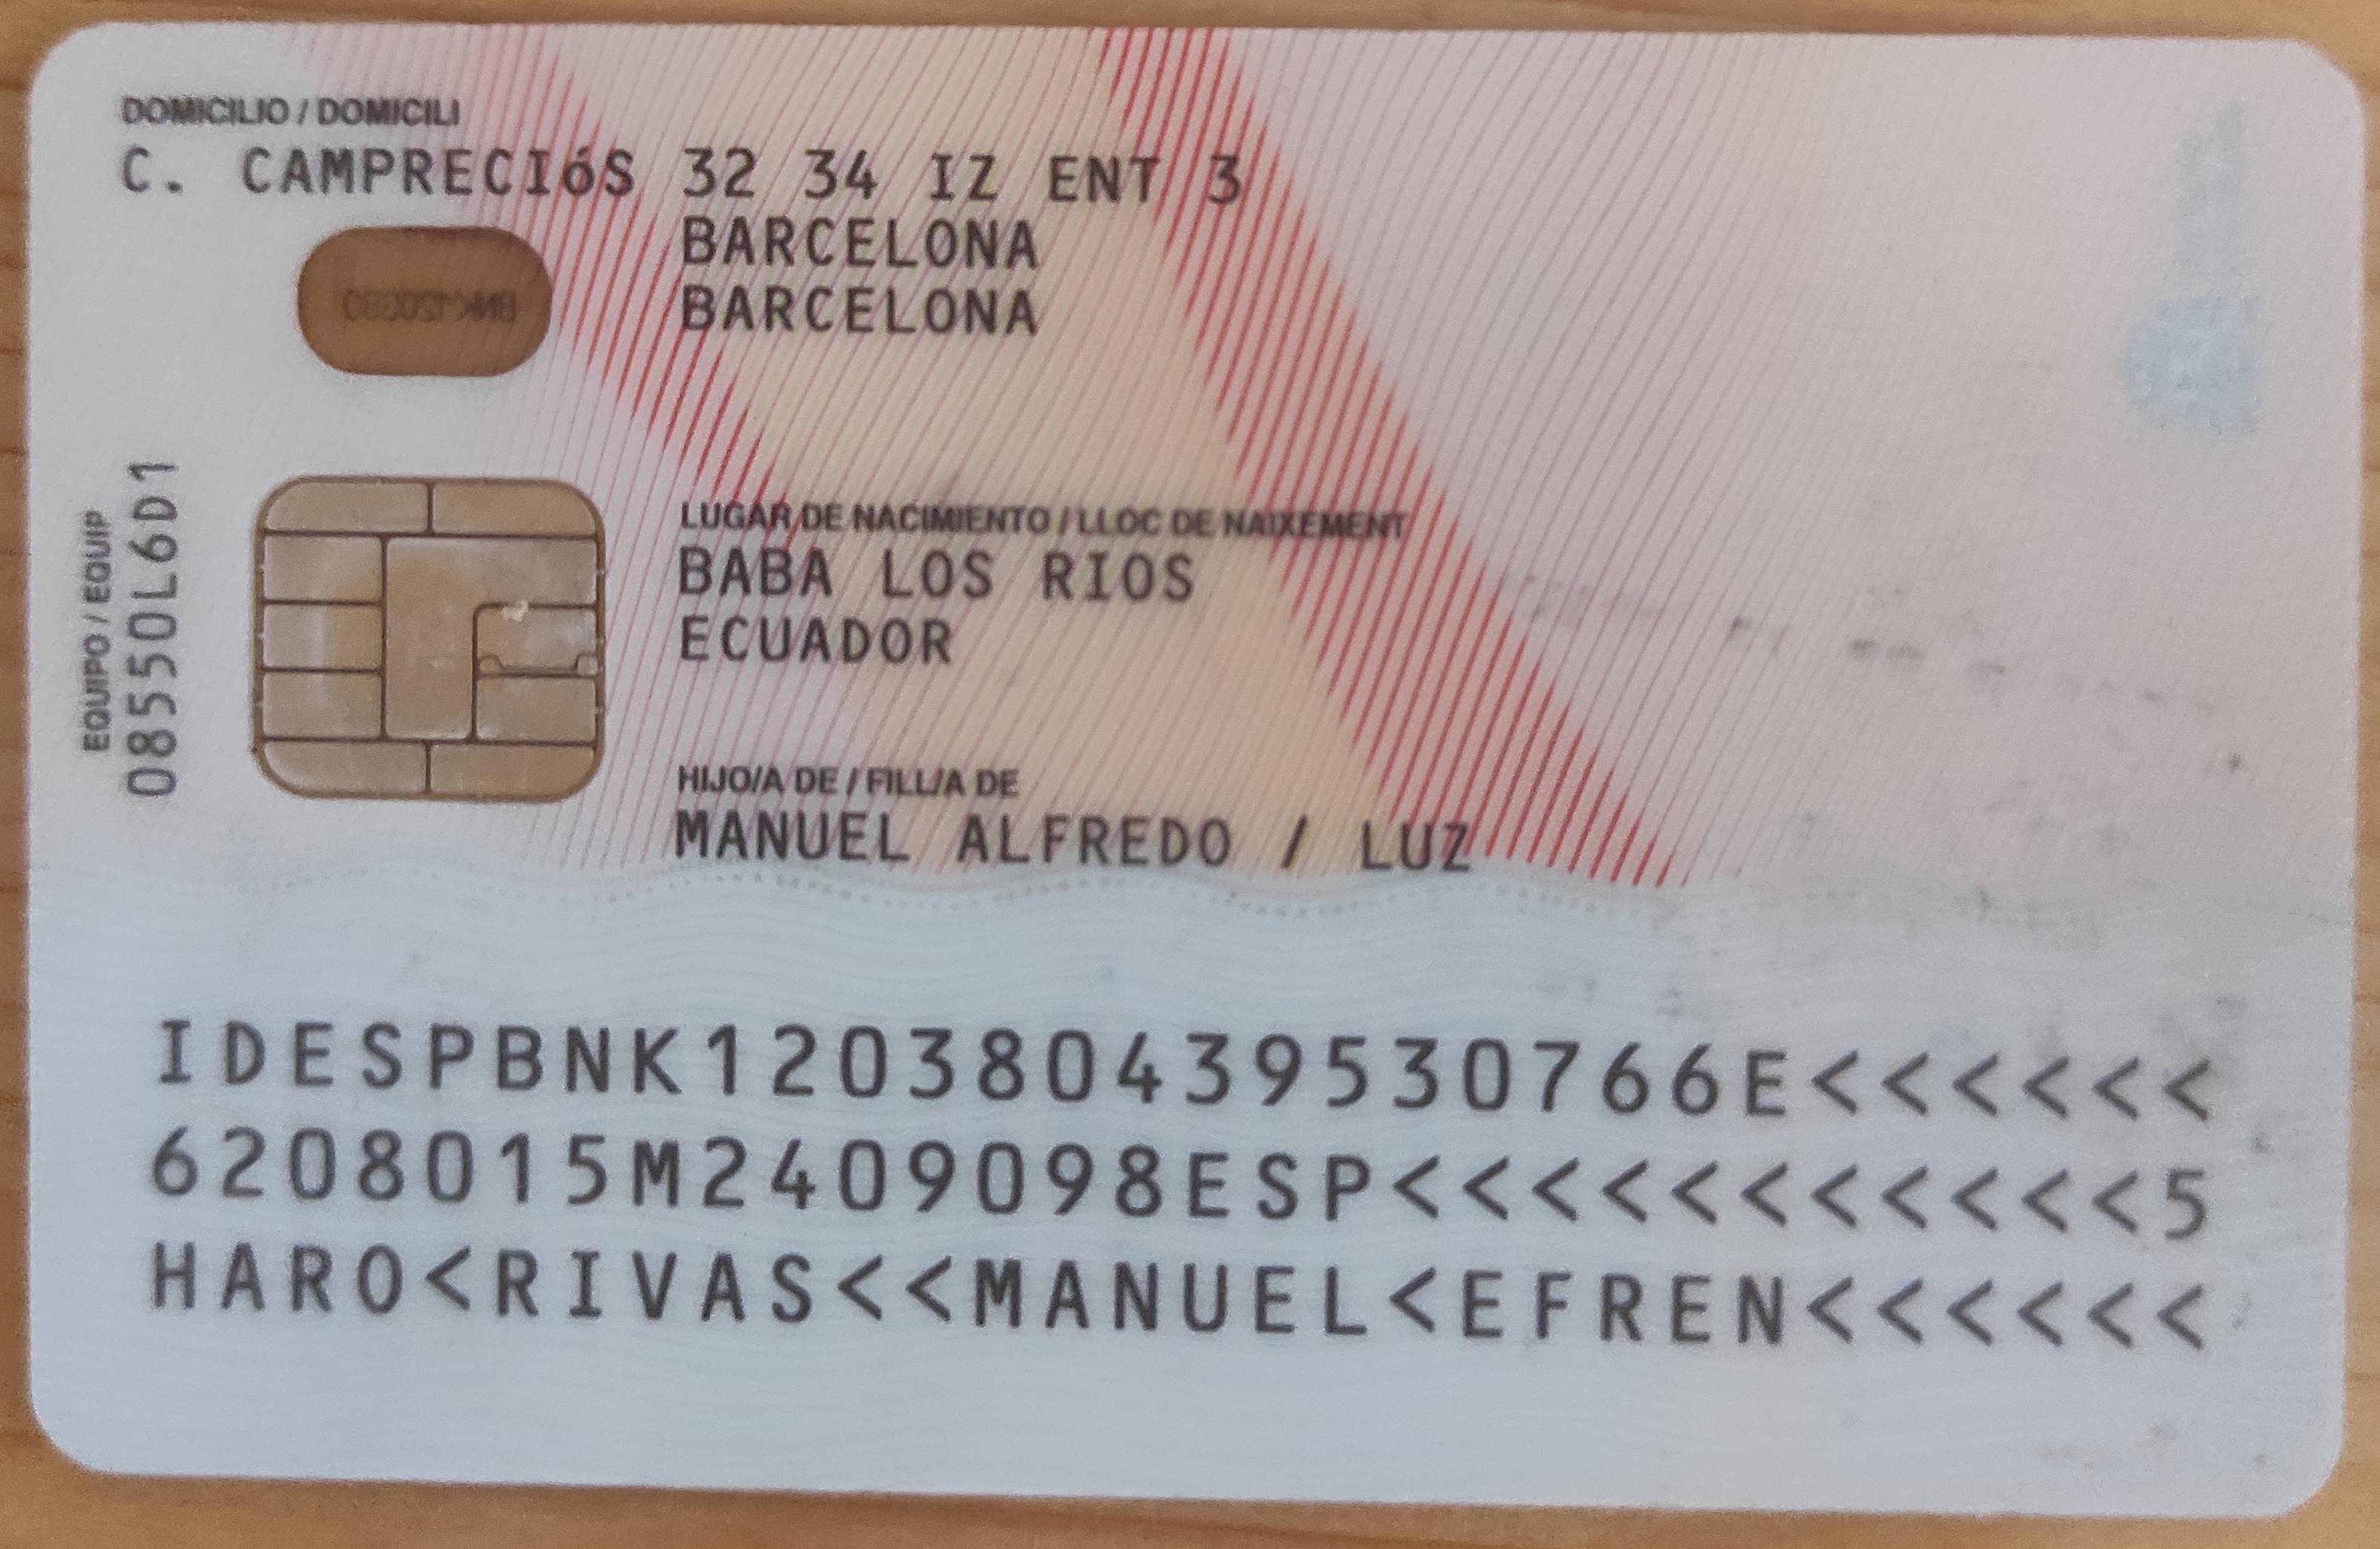 DOMICILIO / DOMICILI
C. CAMPRECIóS 32 34 IZ ENT 3
BARCELONA
BARCELONA
BNK120380
EQUIPO / EQUIP
08550L6D1
LUGAR DE NACIMIENTO / LLOC DE NAIXEMENT
BABA LOS RIOS
ECUADOR
HIJO/A DE / FILL/A DE
MANUEL ALFREDO / LUZ
IDESPBNK120380439530766E<<<<<<
6208015M2409098ESP<<<<<<<<<<<5
HARO<RIVAS<<MANUEL<EFREN<<<<<<